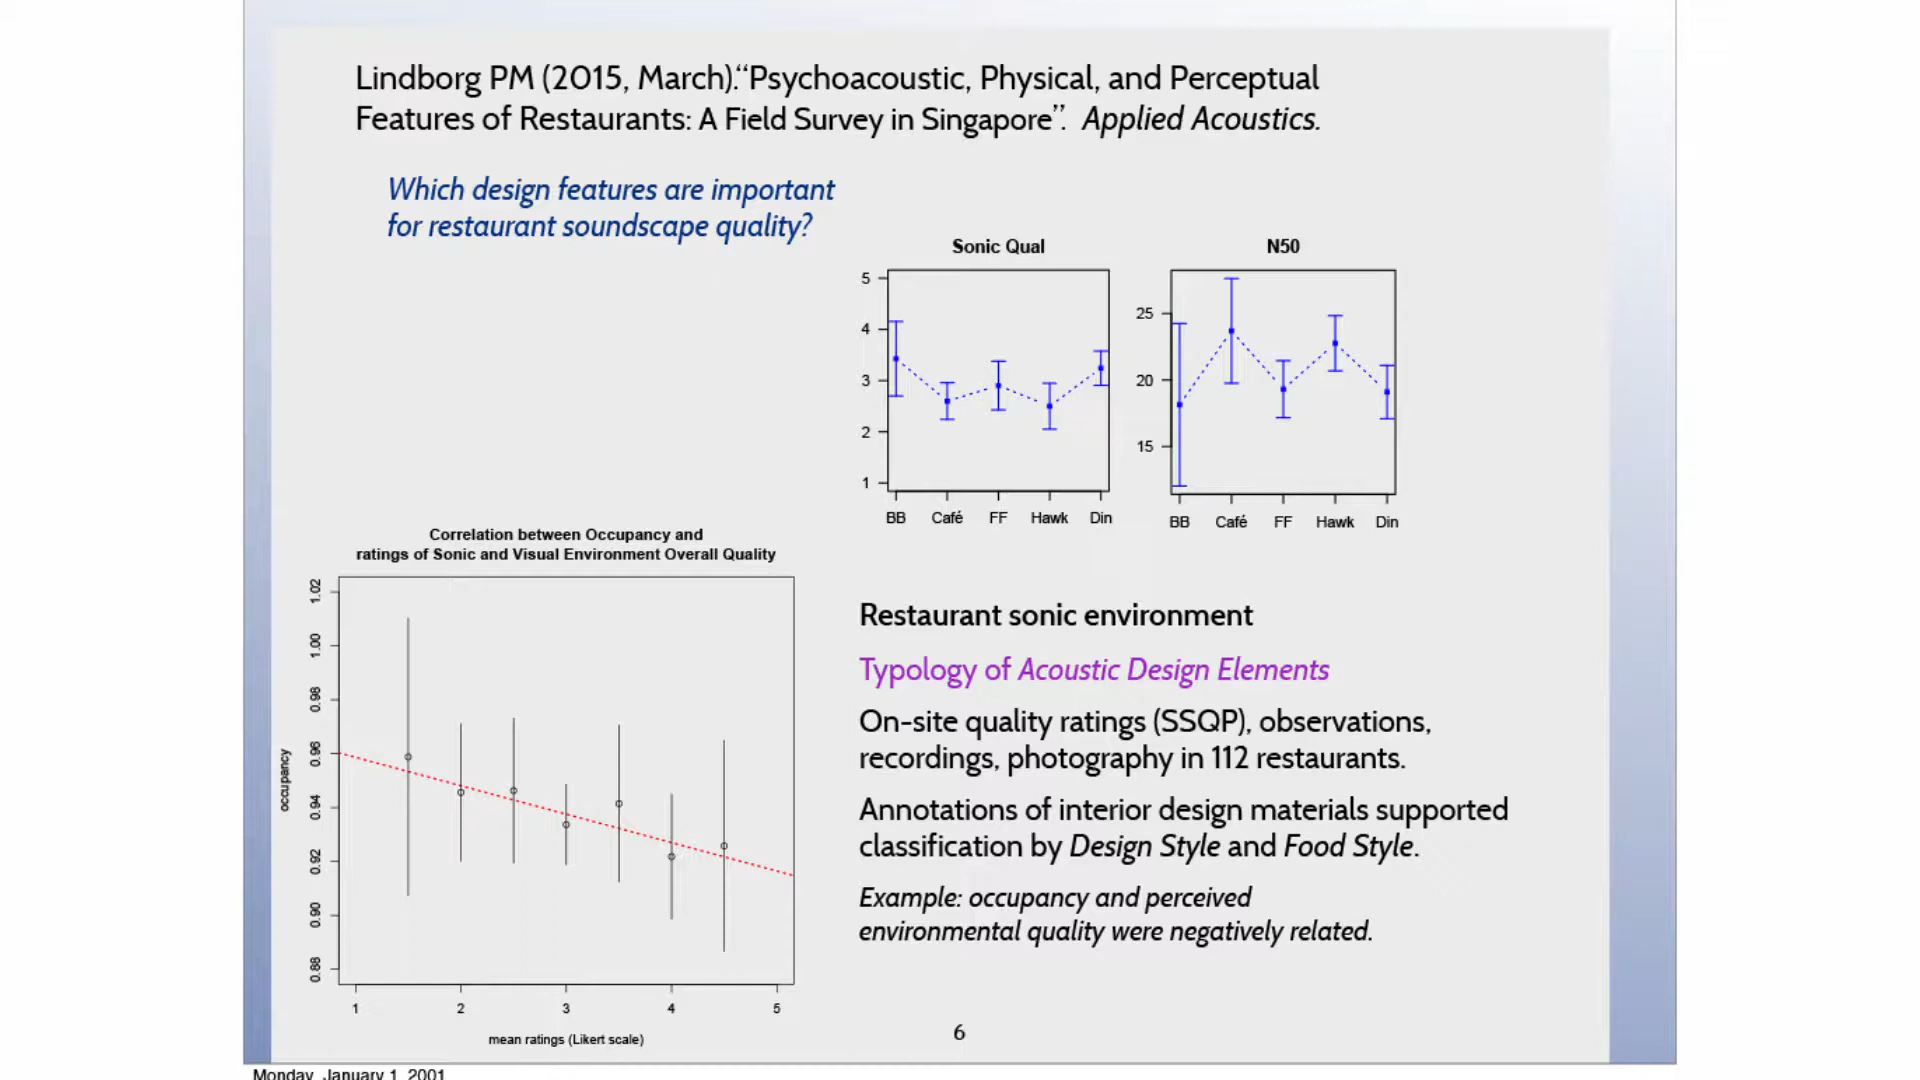 Lindborg PM (2015, March).“Psychoacoustic, Physical, and Perceptual
Features of Restaurants: A Field Survey in Singapore”. Applied Acoustics.
Which design features are important
for restaurant soundscape quality?
Sonic Qual
5
4
3
2
1
BB Café FF Hawk Din
N50
25
20
15
BB Café FF Hawk Din
Correlation between Occupancy and
ratings of Sonic and Visual Environment Overall Quality
occupancy
1.02
1.00
0.98
0.96
0.94
0.92
0.90
0.88
1 2 3 4 5
mean ratings (Likert scale)
Restaurant sonic environment
Typology of Acoustic Design Elements
On-site quality ratings (SSQP), observations,
recordings, photography in 112 restaurants.
Annotations of interior design materials supported
classification by Design Style and Food Style.
Example: occupancy and perceived
environmental quality were negatively related.
6
Monday, January 1, 2001